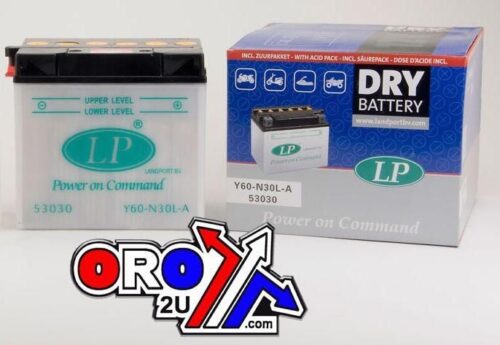 UPPER LEVEL
LOWER LEVEL
LP
®
LANDPORT BV
Power on Command
53030 Y60-N30L-A
INCL. ZUURPAKKET - WITH ACID PACK - INCL. SÄUREPACK - DOSE D'ACIDE INCL.
DRY
BATTERY
www.landportbv.com
LP
Y60-N30L-A
53030
Power on Command
ORO
2U
.com